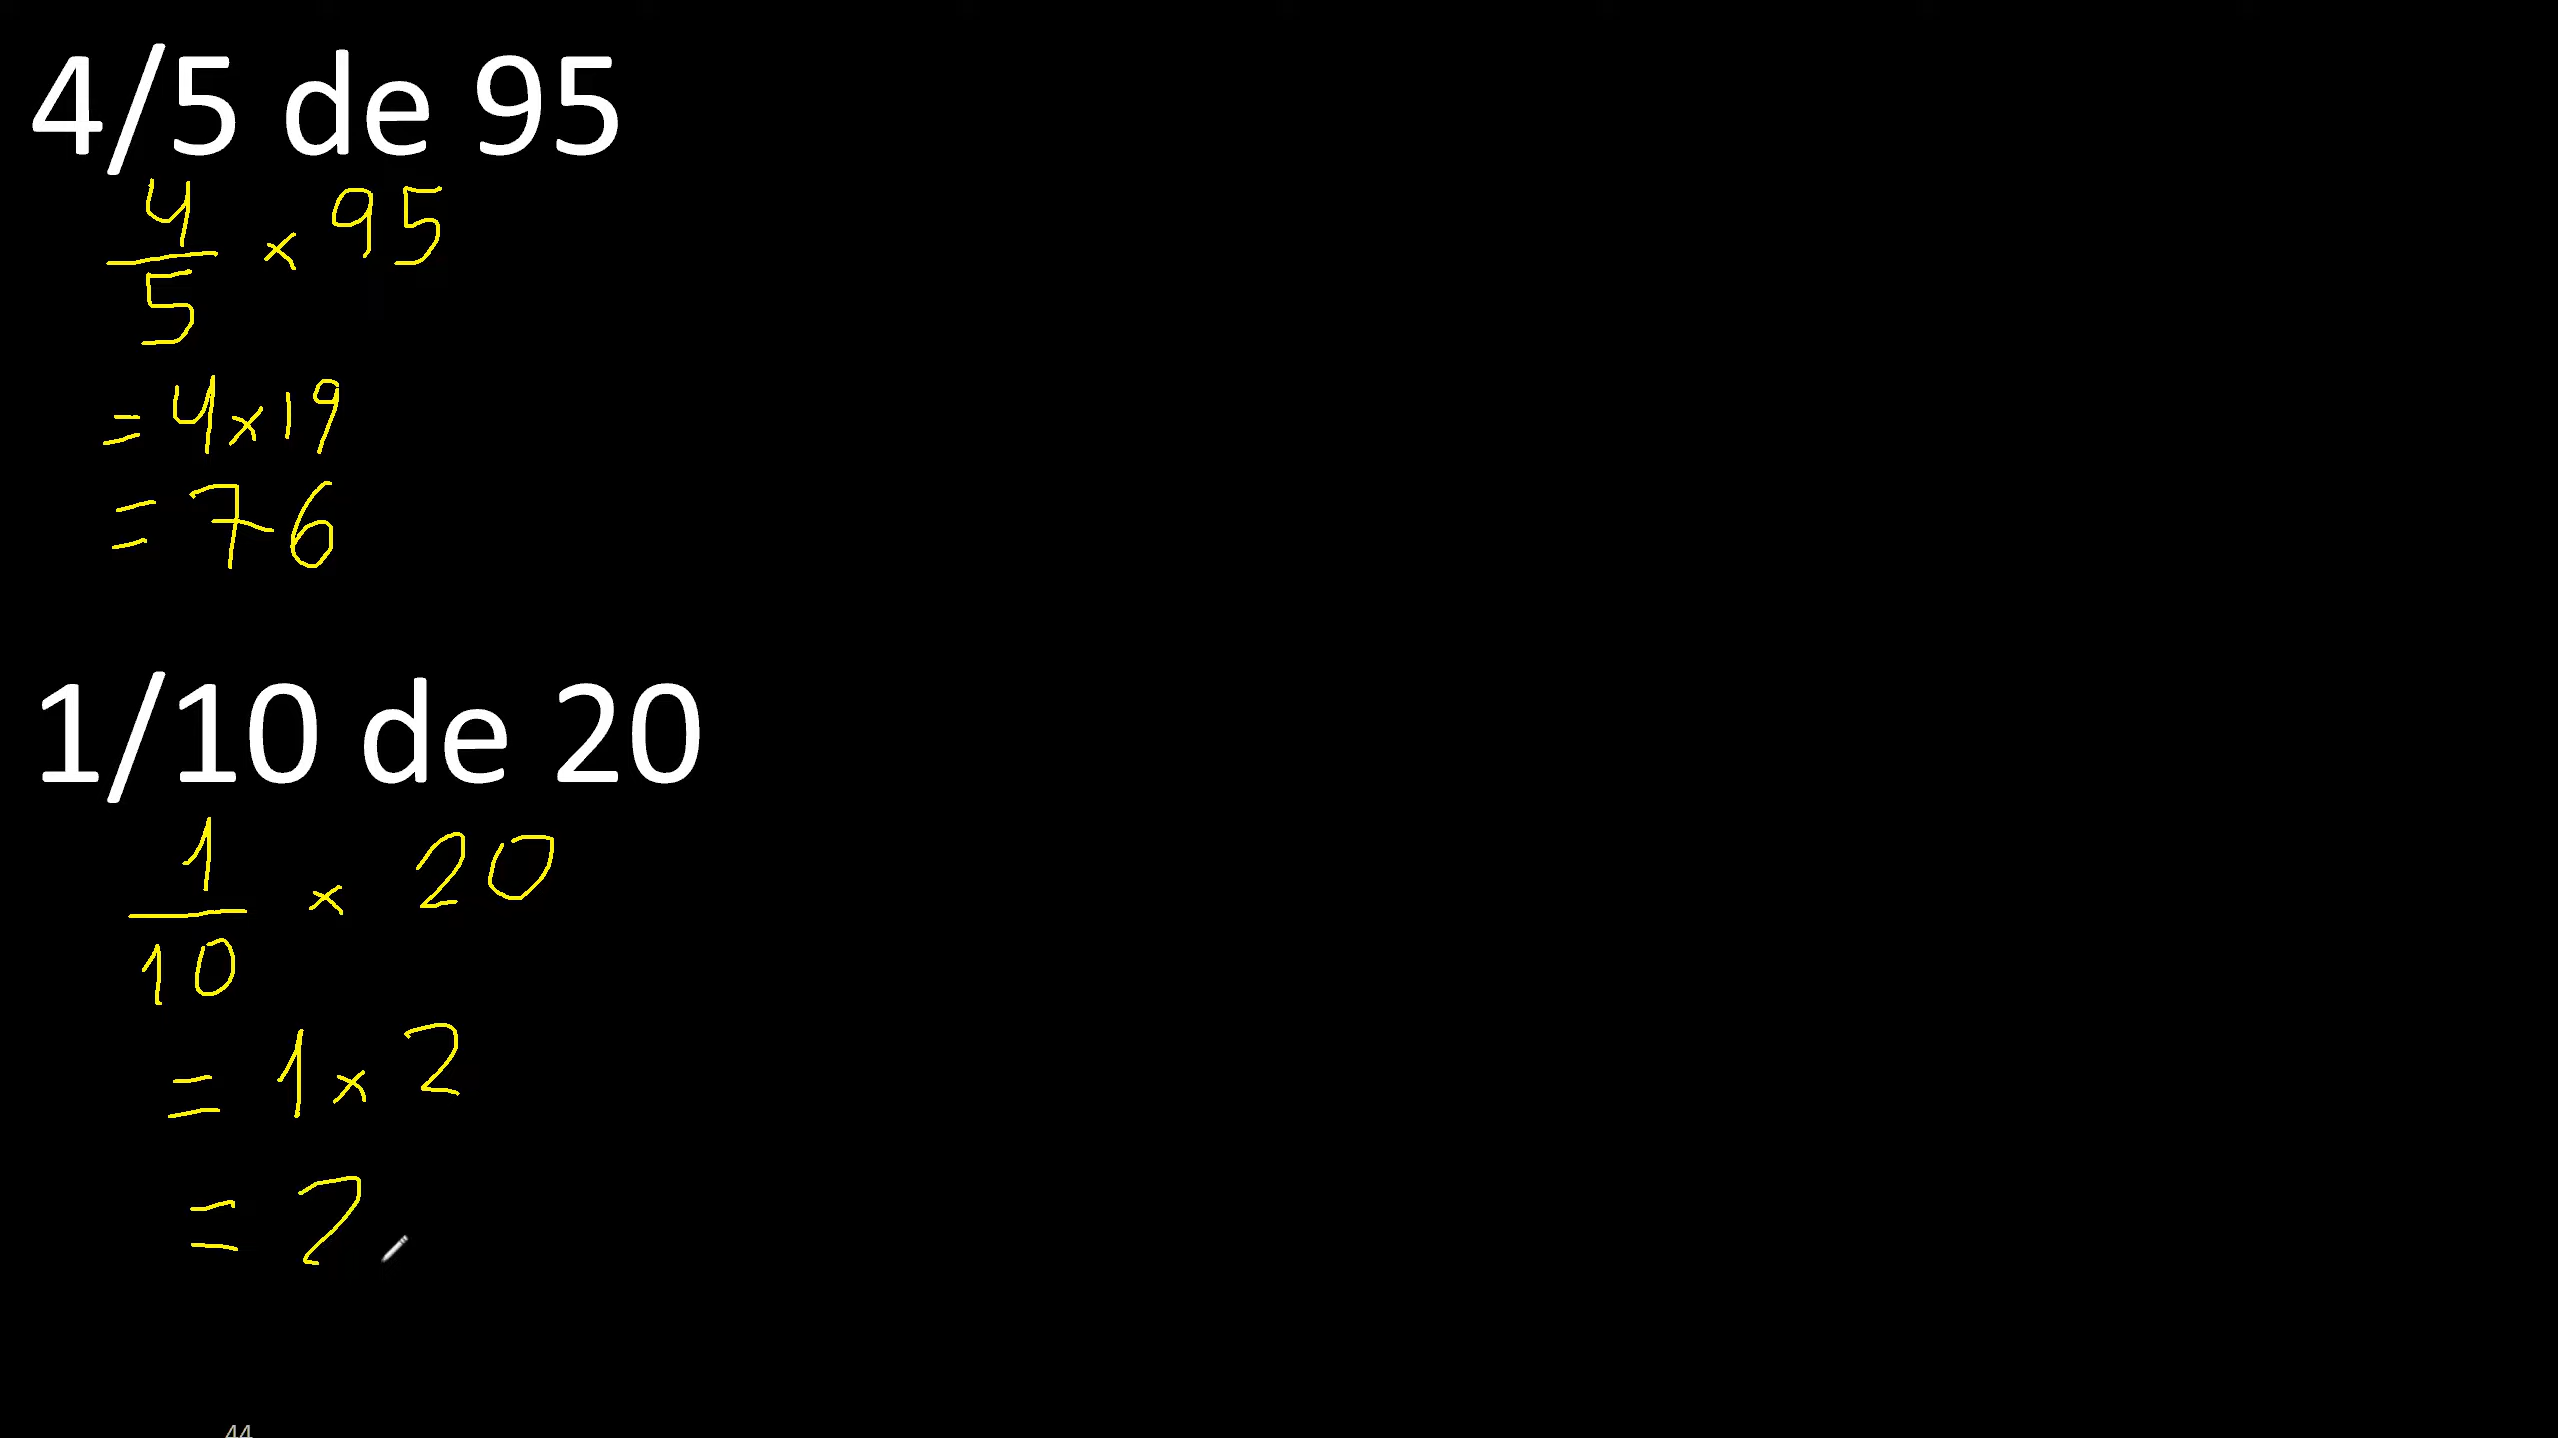 4/5 de 95
4/5 × 95
= 4×19
= 76
1/10 de 20
1/10 × 20
= 1×2
= 2
44